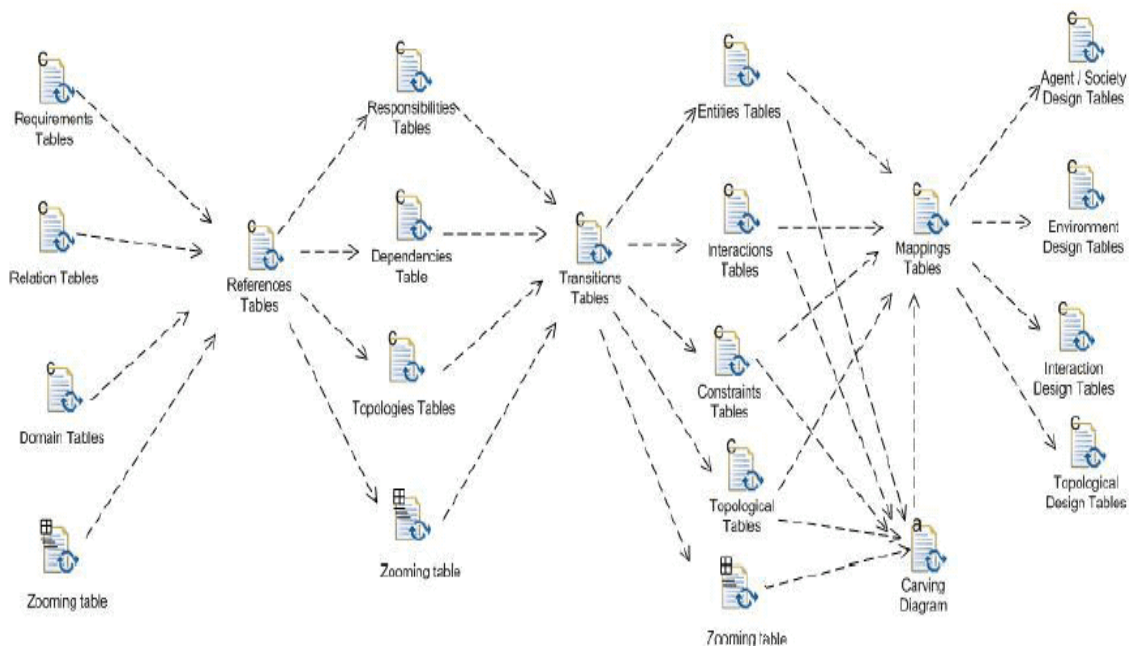 C
Requirements
Tables
C
Relation Tables
C
Domain Tables
Zooming table
C
References
Tables
C
Responsibilities
Tables
C
Dependencies
Table
C
Topologies Tables
Zooming table
C
Transitions
Tables
C
Entities Tables
C
Interactions
Tables
C
Constraints
Tables
C
Topological
Tables
Zooming table
C
Mappings
Tables
a
Carving
Diagram
C
Agent / Society
Design Tables
C
Environment
Design Tables
C
Interaction
Design Tables
C
Topological
Design Tables